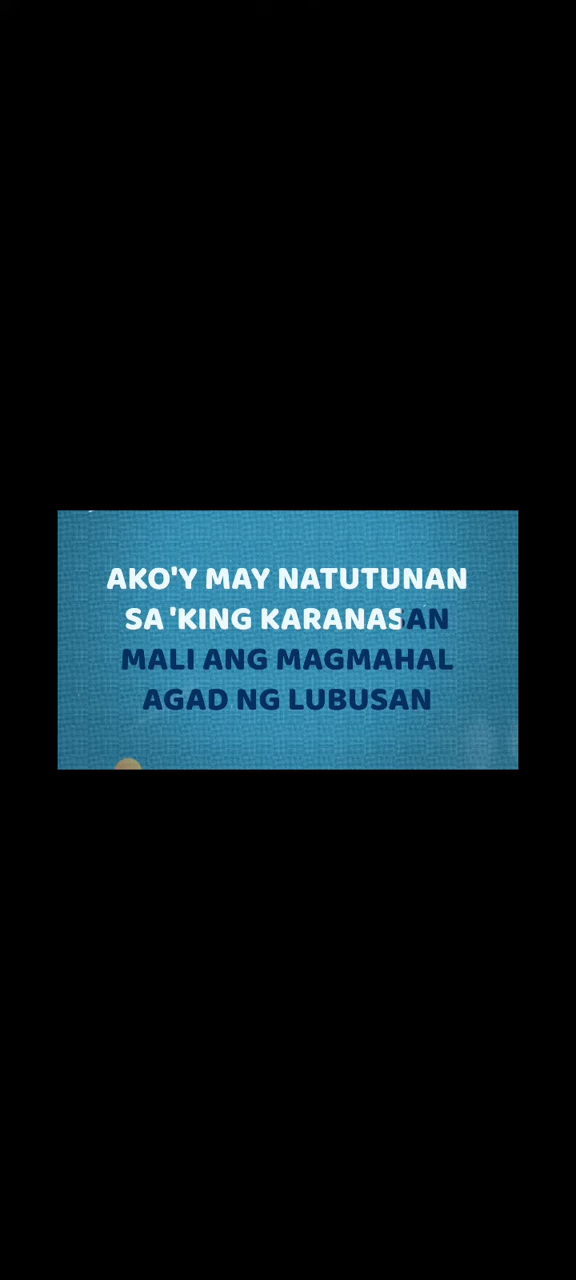 AKO'Y MAY NATUTUNAN
SA 'KING KARANASAN
MALI ANG MAGMAHAL
AGAD NG LUBUSAN